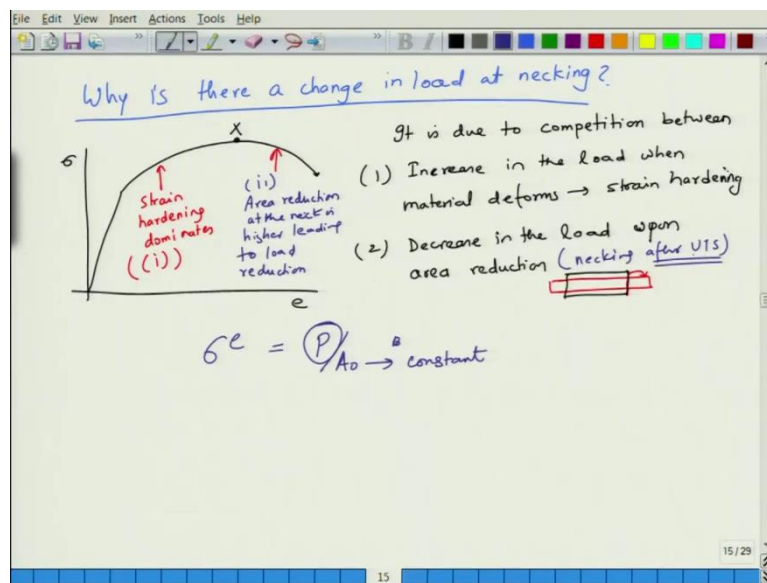 File Edit View Insert Actions Tools Help
Why is there a change in load at necking?
It is due to competition between
(1) Increase in the load when
material deforms → strain hardening
(2) Decrease in the load upon
area reduction (necking after UTS)
σ
X
strain
hardening
dominates
((i))
(ii)
Area reduction
at the neck is
higher leading
to load
reduction
e
σe = P/A0 → constant
15/29
15